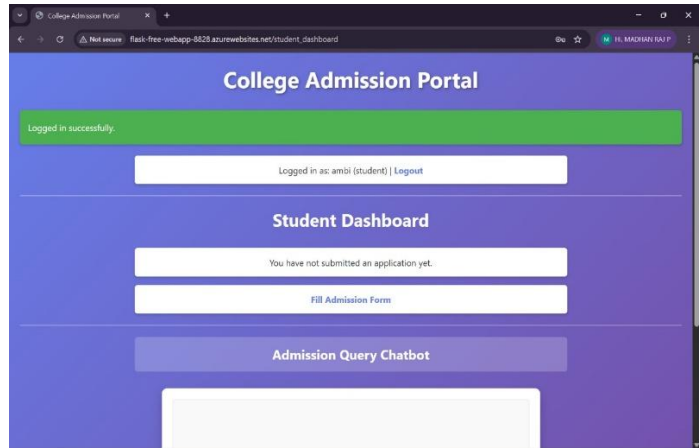 College Admission Portal
Not secure flask-free-webapp-8828.azurewebsites.net/student_dashboard
M Hi, MADHAN RAJ P
College Admission Portal
Logged in successfully.
Logged in as: ambi (student) | Logout
Student Dashboard
You have not submitted an application yet.
Fill Admission Form
Admission Query Chatbot